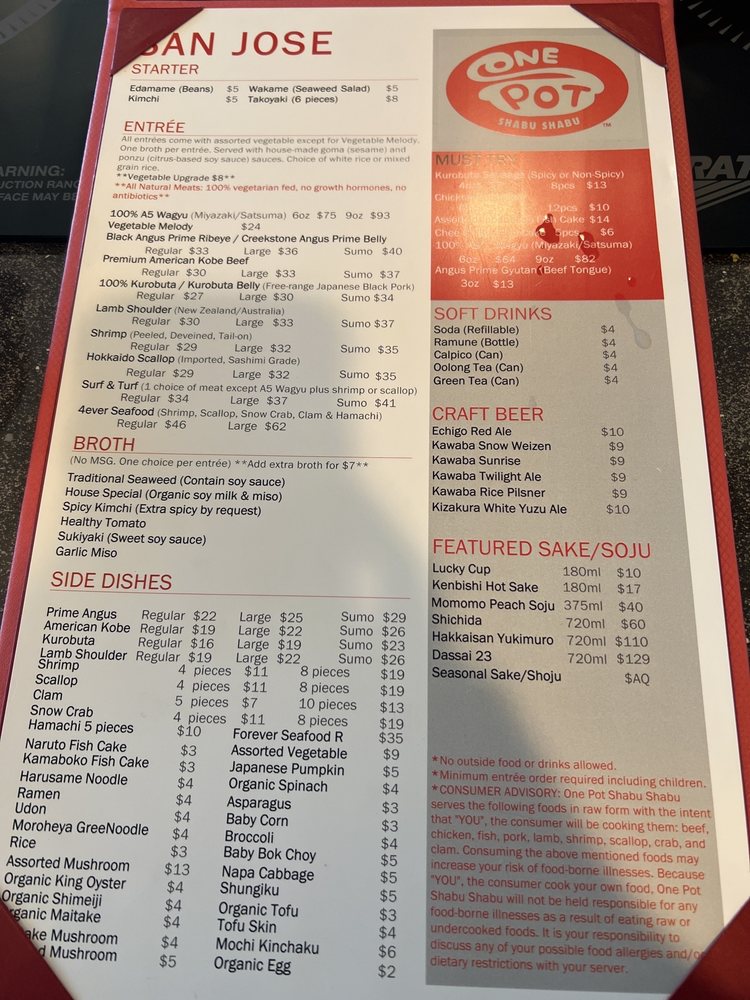 SAN JOSE
STARTER
Edamame (Beans) $5 Wakame (Seaweed Salad) $5
Kimchi $5 Takoyaki (6 pieces) $8
ENTRÉE
All entrées come with assorted vegetable except for Vegetable Melody.
One broth per entrée. Served with house-made goma (sesame) and
ponzu (citrus-based soy sauce) sauces. Choice of white rice or mixed
grain rice.
**Vegetable Upgrade $8**
**All Natural Meats: 100% vegetarian fed, no growth hormones, no
antibiotics**
100% A5 Wagyu (Miyazaki/Satsuma) 6oz $75 9oz $93
Vegetable Melody $24
Black Angus Prime Ribeye / Creekstone Angus Prime Belly
Regular $33 Large $36 Sumo $40
Premium American Kobe Beef
Regular $30 Large $33 Sumo $37
100% Kurobuta / Kurobuta Belly (Free-range Japanese Black Pork)
Regular $27 Large $30 Sumo $34
Lamb Shoulder (New Zealand/Australia)
Regular $30 Large $33 Sumo $37
Shrimp (Peeled, Deveined, Tail-on)
Regular $29 Large $32 Sumo $35
Hokkaido Scallop (Imported, Sashimi Grade)
Regular $29 Large $32 Sumo $35
Surf & Turf (1 choice of meat except A5 Wagyu plus shrimp or scallop)
Regular $34 Large $37 Sumo $41
4ever Seafood (Shrimp, Scallop, Snow Crab, Clam & Hamachi)
Regular $46 Large $62
BROTH
(No MSG. One choice per entrée) **Add extra broth for $7**
Traditional Seaweed (Contain soy sauce)
House Special (Organic soy milk & miso)
Spicy Kimchi (Extra spicy by request)
Healthy Tomato
Sukiyaki (Sweet soy sauce)
Garlic Miso
SIDE DISHES
Prime Angus Regular $22 Large $25 Sumo $29
American Kobe Regular $19 Large $22 Sumo $26
Kurobuta Regular $16 Large $19 Sumo $23
Lamb Shoulder Regular $19 Large $22 Sumo $26
Shrimp 4 pieces $11 8 pieces $19
Scallop 4 pieces $11 8 pieces $19
Clam 5 pieces $7 10 pieces $13
Snow Crab 4 pieces $11 8 pieces $19
Hamachi 5 pieces $10 Forever Seafood R $35
Naruto Fish Cake $3 Assorted Vegetable $9
Kamaboko Fish Cake $3 Japanese Pumpkin $5
Harusame Noodle $4 Organic Spinach $4
Ramen $4 Asparagus $3
Udon $4 Baby Corn $3
Moroheya GreeNoodle $4 Broccoli $4
Rice $3 Baby Bok Choy $5
Assorted Mushroom $13 Napa Cabbage $5
Organic King Oyster $4 Shungiku $5
Organic Shimeiji $4 Organic Tofu $3
rganic Maitake $4 Tofu Skin $4
ake Mushroom $4 Mochi Kinchaku $6
d Mushroom $5 Organic Egg $2
ONE
POT
SHABU SHABU
TM
MUST TRY
Kurobuta Sausage (Spicy or Non-Spicy)
8pcs $13
12pcs $10
Cake $14
5pcs $6
100% Wagyu (Miyazaki/Satsuma)
6oz $64 9oz $82
Angus Prime Gyutan (Beef Tongue)
3oz $13
SOFT DRINKS
Soda (Refillable) $4
Ramune (Bottle) $4
Calpico (Can) $4
Oolong Tea (Can) $4
Green Tea (Can) $4
CRAFT BEER
Echigo Red Ale $10
Kawaba Snow Weizen $9
Kawaba Sunrise $9
Kawaba Twilight Ale $9
Kawaba Rice Pilsner $9
Kizakura White Yuzu Ale $10
FEATURED SAKE/SOJU
Lucky Cup 180ml $10
Kenbishi Hot Sake 180ml $17
Momomo Peach Soju 375ml $40
Shichida 720ml $60
Hakkaisan Yukimuro 720ml $110
Dassai 23 720ml $129
Seasonal Sake/Shoju $AQ
*No outside food or drinks allowed.
*Minimum entrée order required including children.
*CONSUMER ADVISORY: One Pot Shabu Shabu
serves the following foods in raw form with the intent
that "YOU", the consumer will be cooking them: beef,
chicken, fish, pork, lamb, shrimp, scallop, crab, and
clam. Consuming the above mentioned foods may
increase your risk of food-borne illnesses. Because
"YOU", the consumer cook your own food, One Pot
Shabu Shabu will not be held responsible for any
food-borne illnesses as a result of eating raw or
undercooked foods. It is your responsibility to
discuss any of your possible food allergies and/o
dietary restrictions with your server.
ARNING:
UCTION RANG
FACE MAY BE
RAT